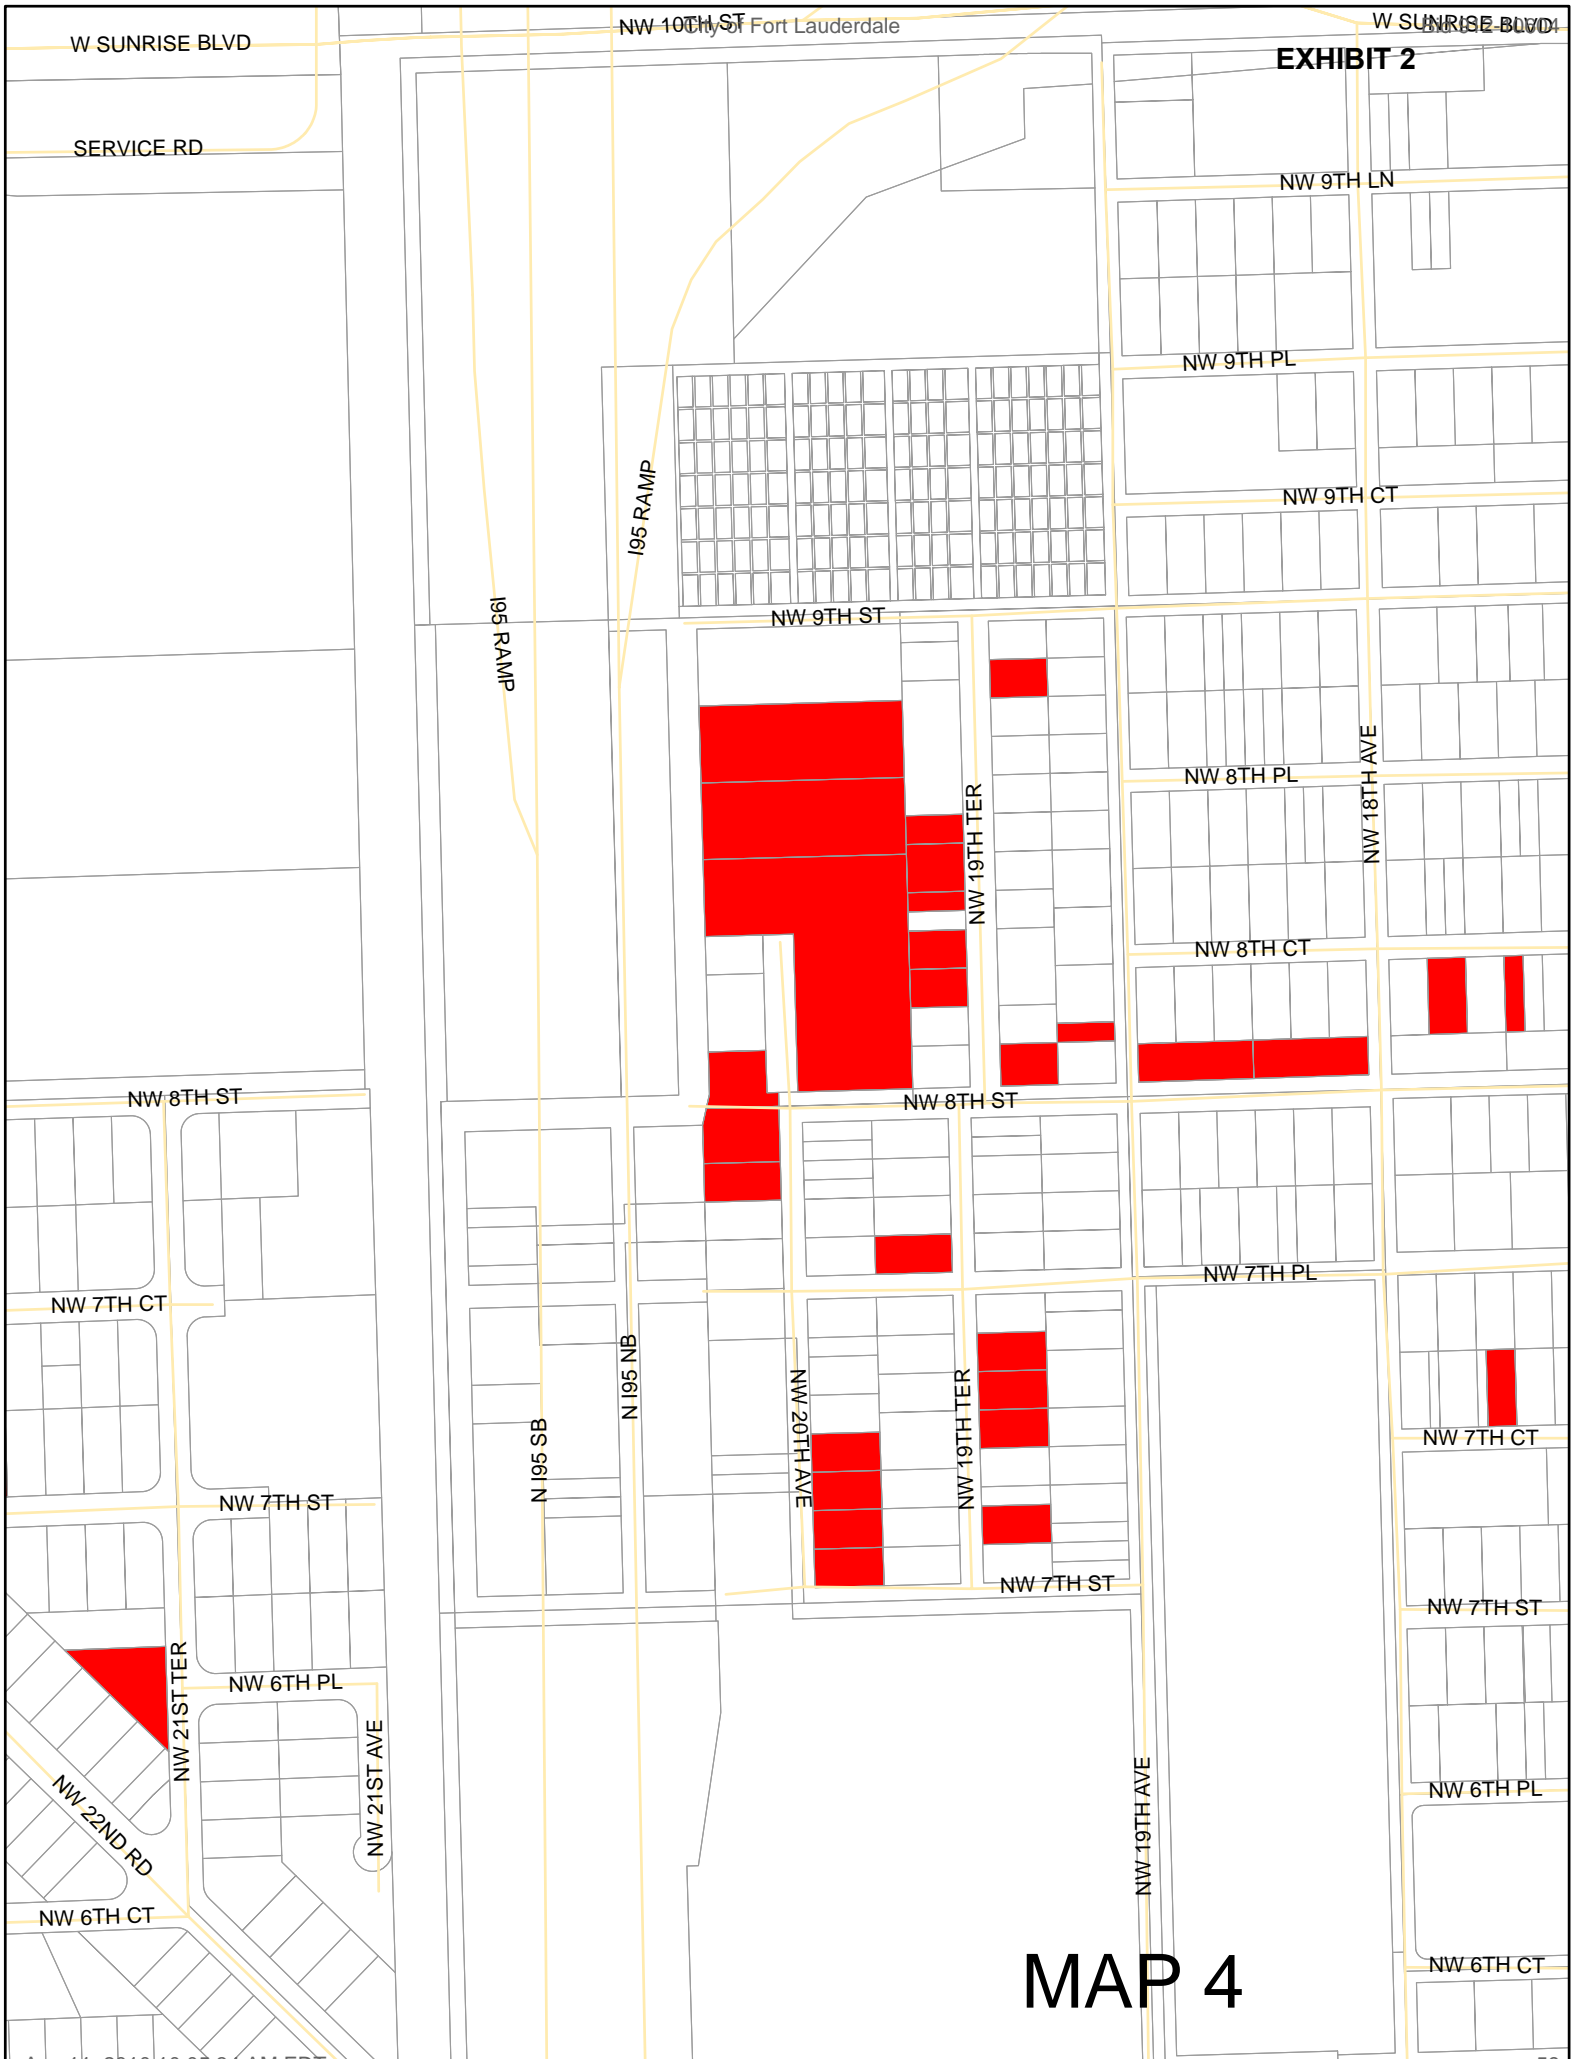 NW 10TH ST
City of Fort Lauderdale
W SUNRISE BLVD
W SUNRISE BLVD
EXHIBIT 2
SERVICE RD
NW 9TH LN
NW 9TH PL
I95 RAMP
NW 9TH CT
I95 RAMP
NW 9TH ST
NW 18TH AVE
NW 8TH PL
NW 19TH TER
NW 8TH CT
NW 8TH ST
NW 8TH ST
NW 7TH PL
NW 7TH CT
N I95 NB
NW 20TH AVE
NW 19TH TER
N I95 SB
NW 7TH CT
NW 7TH ST
NW 7TH ST
NW 7TH ST
NW 21ST TER
NW 6TH PL
NW 21ST AVE
NW 22ND RD
NW 19TH AVE
NW 6TH PL
NW 6TH CT
NW 6TH CT
MAP 4